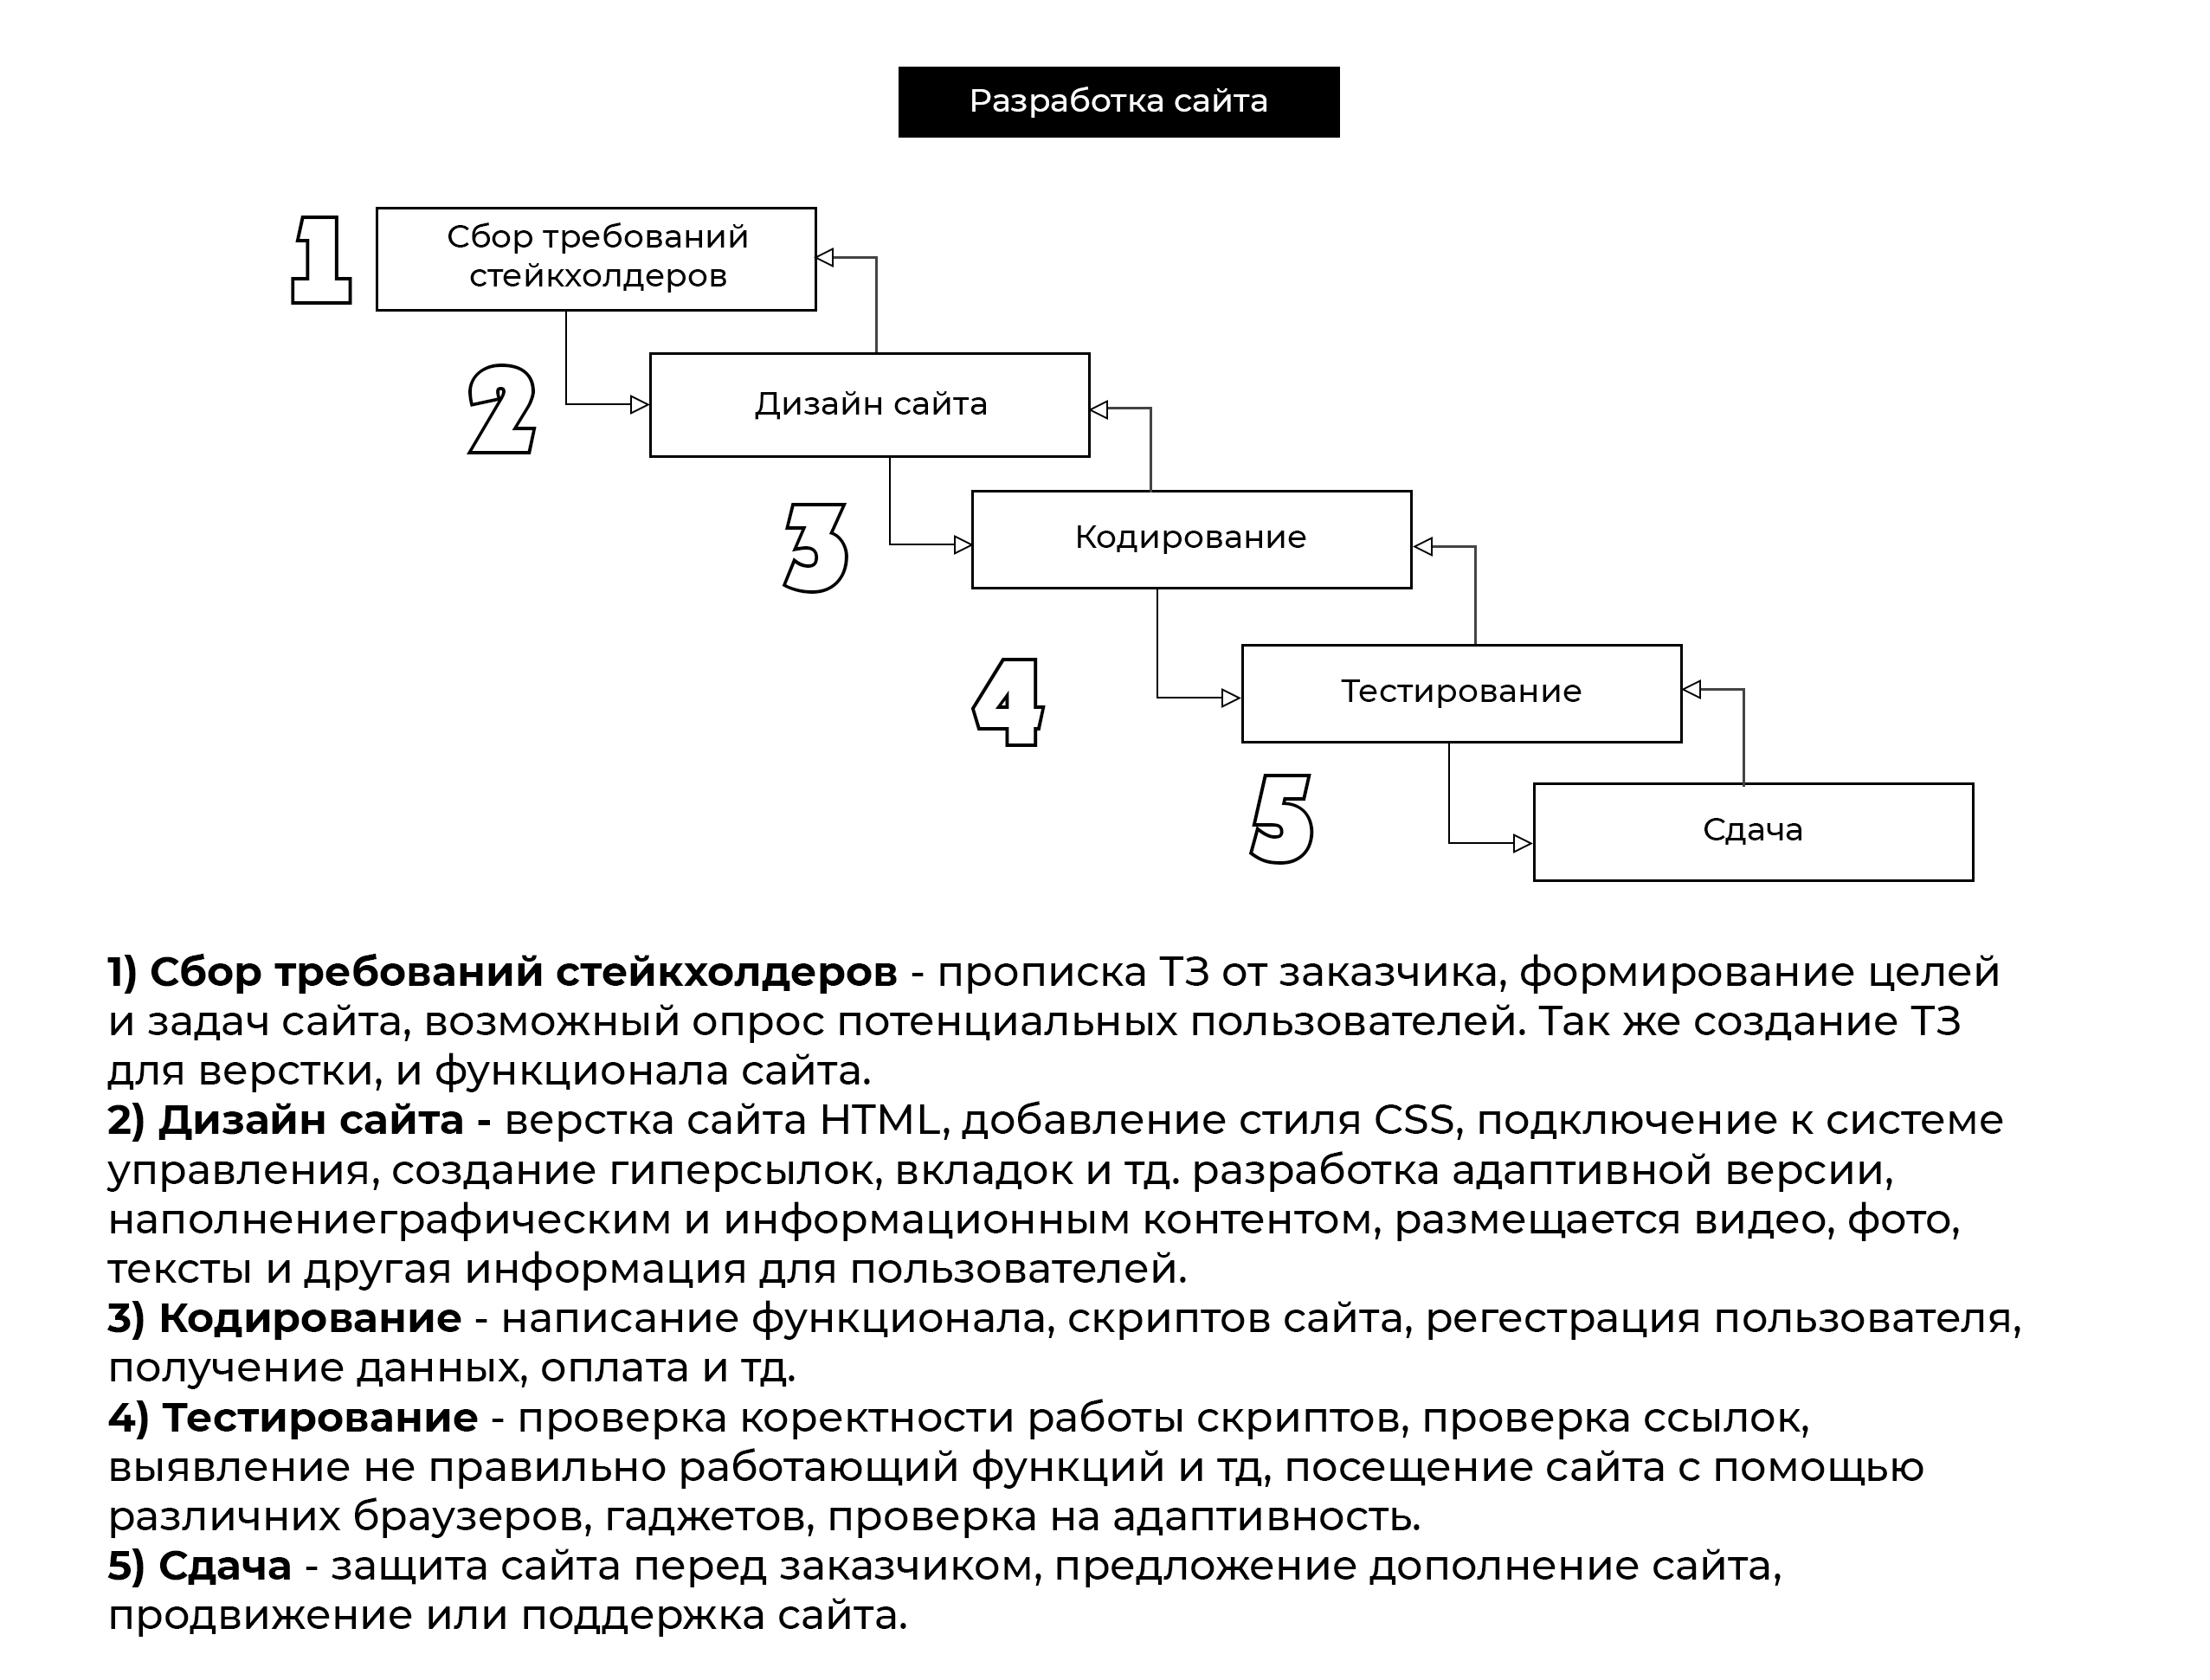 Разработка сайта
1
Сбор требований
стейкхолдеров
2
Дизайн сайта
3
Кодирование
4
Тестирование
5
Сдача
1) Сбор требований стейкхолдеров - прописка ТЗ от заказчика, формирование целей
и задач сайта, возможный опрос потенциальных пользователей. Так же создание ТЗ
для верстки, и функционала сайта.
2) Дизайн сайта - верстка сайта HTML, добавление стиля CSS, подключение к системе
управления, создание гиперсылок, вкладок и тд. разработка адаптивной версии,
наполнениеграфическим и информационным контентом, размещается видео, фото,
тексты и другая информация для пользователей.
3) Кодирование - написание функционала, скриптов сайта, регестрация пользователя,
получение данных, оплата и тд.
4) Тестирование - проверка коректности работы скриптов, проверка ссылок,
выявление не правильно работающий функций и тд, посещение сайта с помощью
различних браузеров, гаджетов, проверка на адаптивность.
5) Сдача - защита сайта перед заказчиком, предложение дополнение сайта,
продвижение или поддержка сайта.